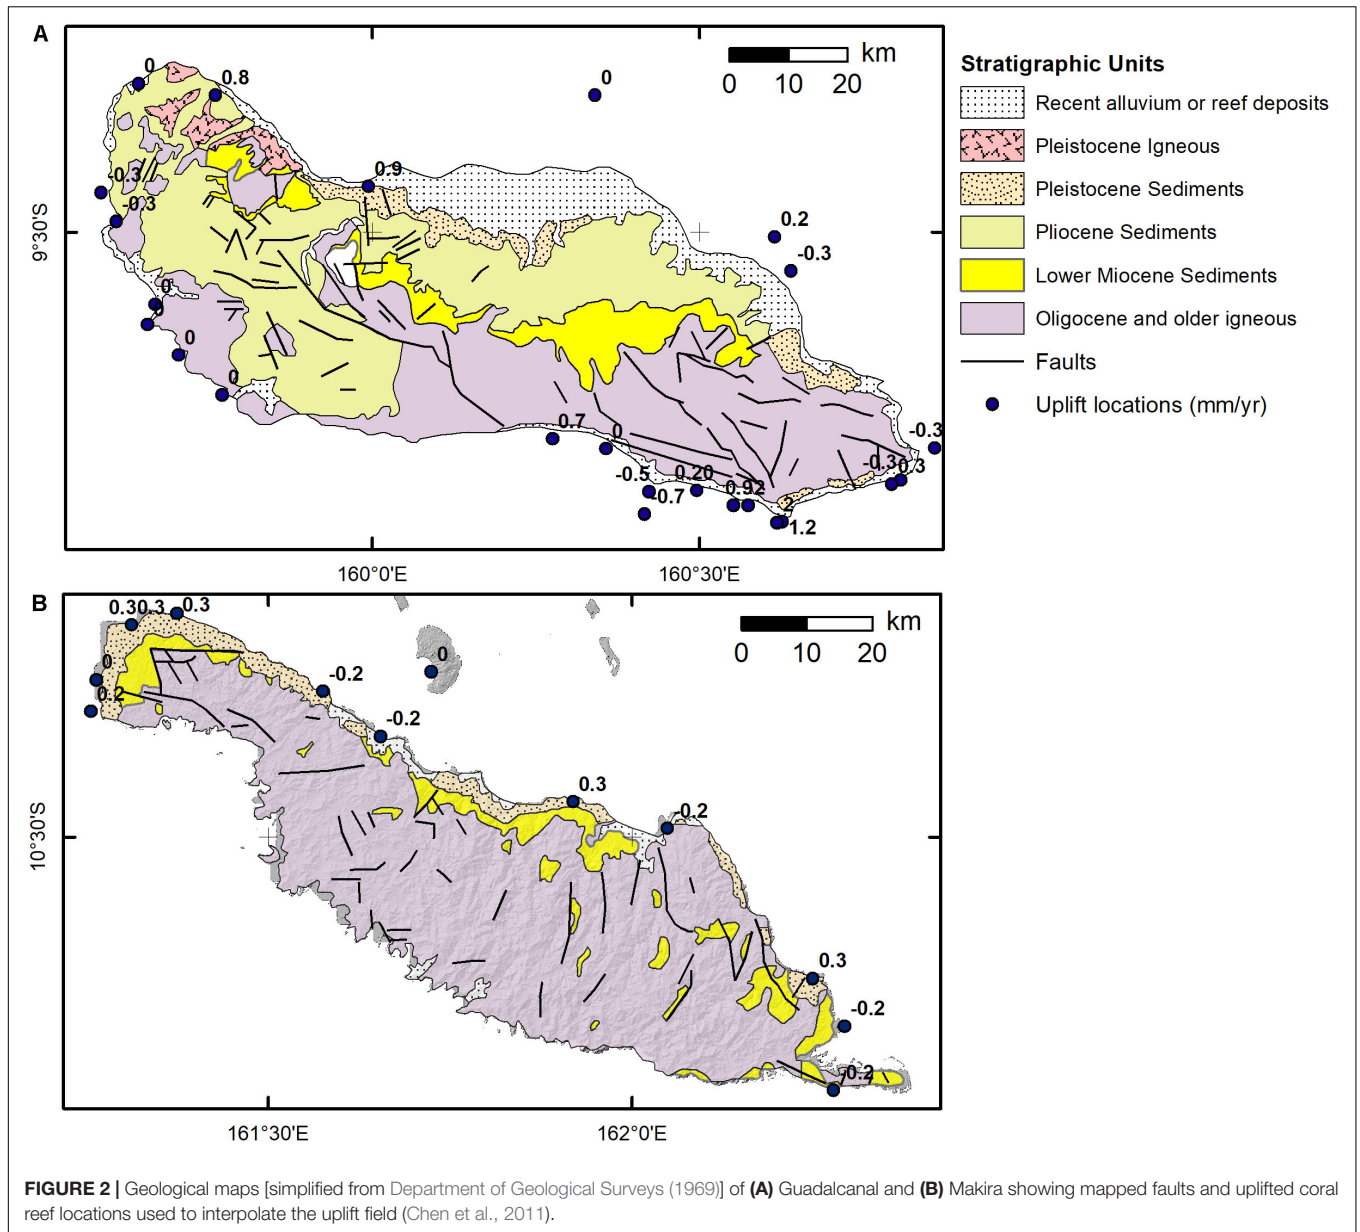 A
0
0.8
0
km
0 10 20
-0.3
-0.3
0.9
0.2
-0.3
9°30'S
0
0
0
0.7
0
-0.3
-0.5
0.20
-0.3
0.3
-0.7
0.92
2
1.2
160°0'E
160°30'E
Stratigraphic Units
Recent alluvium or reef deposits
Pleistocene Igneous
Pleistocene Sediments
Pliocene Sediments
Lower Miocene Sediments
Oligocene and older igneous
Faults
Uplift locations (mm/yr)
B
0.3
0.3
0.3
km
0 10 20
0
0
0.2
-0.2
-0.2
0.3
-0.2
10°30'S
0.3
-0.2
0.2
161°30'E
162°0'E
FIGURE 2 | Geological maps [simplified from Department of Geological Surveys (1969)] of (A) Guadalcanal and (B) Makira showing mapped faults and uplifted coral
reef locations used to interpolate the uplift field (Chen et al., 2011).